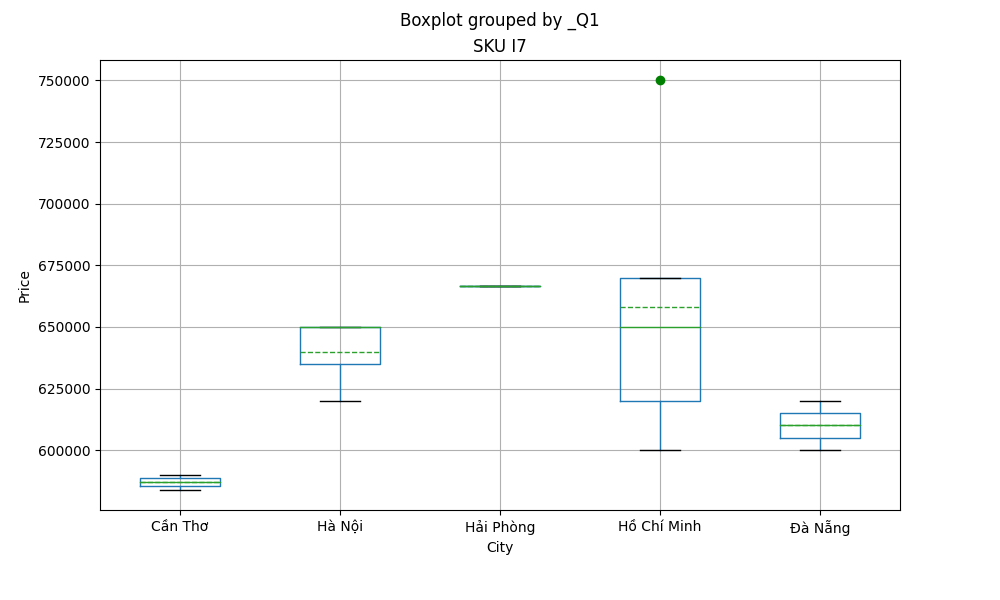 Boxplot grouped by _Q1
SKU I7
750000
725000
700000
675000
650000
625000
600000
Price
Cần Thơ
Hà Nội
Hải Phòng
Hồ Chí Minh
Đà Nẵng
City